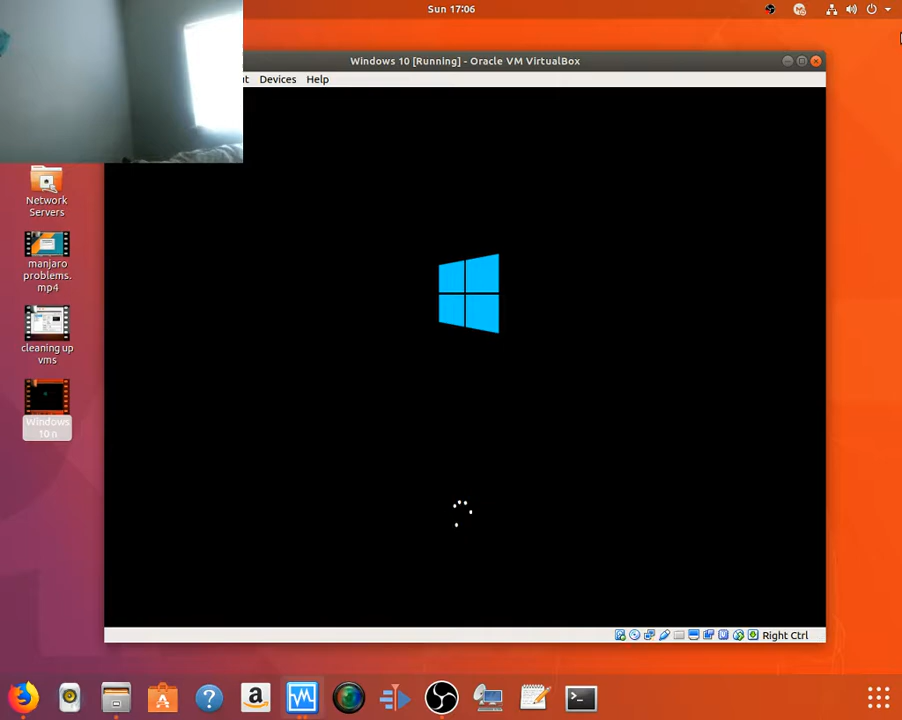 Sun 17:06
Windows 10 [Running] - Oracle VM VirtualBox
Devices Help
Network
Servers
manjaro
problems.
mp4
cleaning up
vms
Windows
10 n
Right Ctrl